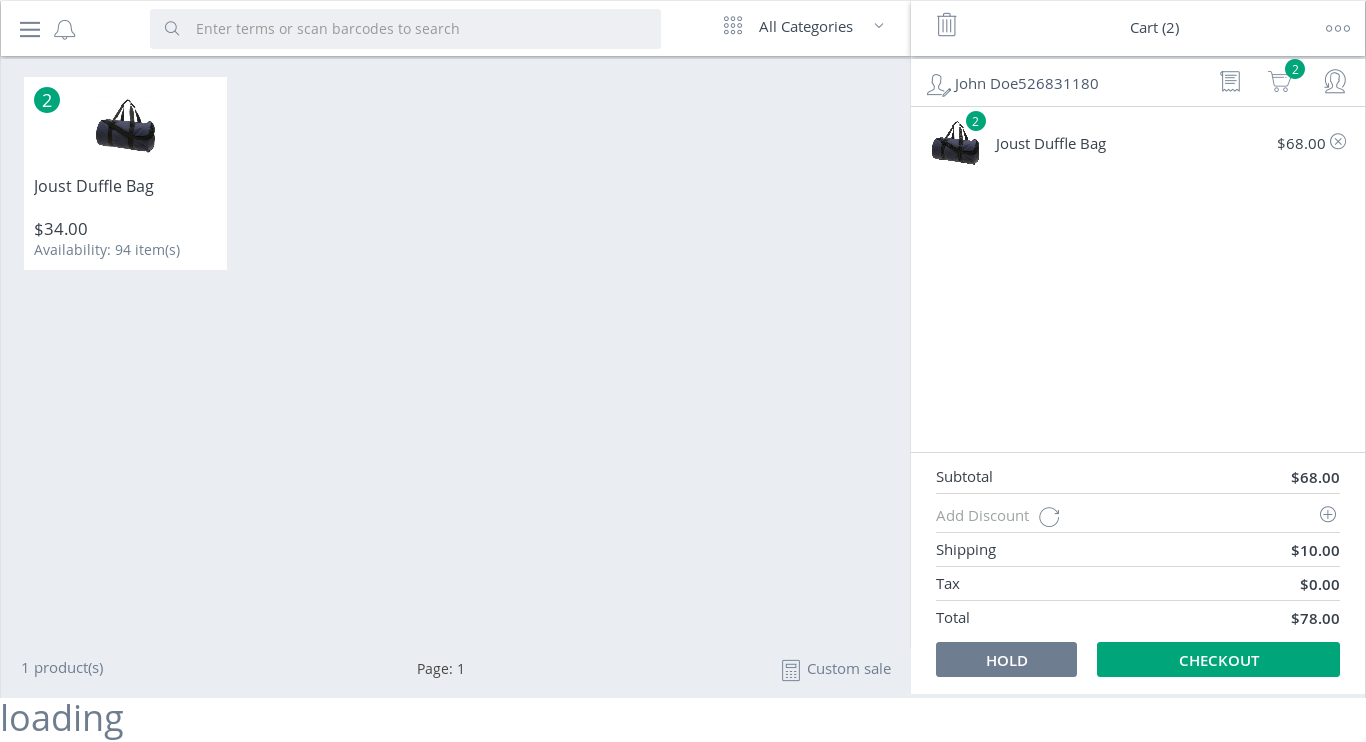 Enter terms or scan barcodes to search
All Categories
Cart (2)
John Doe526831180
2
2
Joust Duffle Bag
$34.00
Availability: 94 item(s)
2
Joust Duffle Bag
$68.00
Subtotal $68.00
Add Discount
Shipping $10.00
Tax $0.00
Total $78.00
HOLD
CHECKOUT
1 product(s)
Page: 1
Custom sale
loading